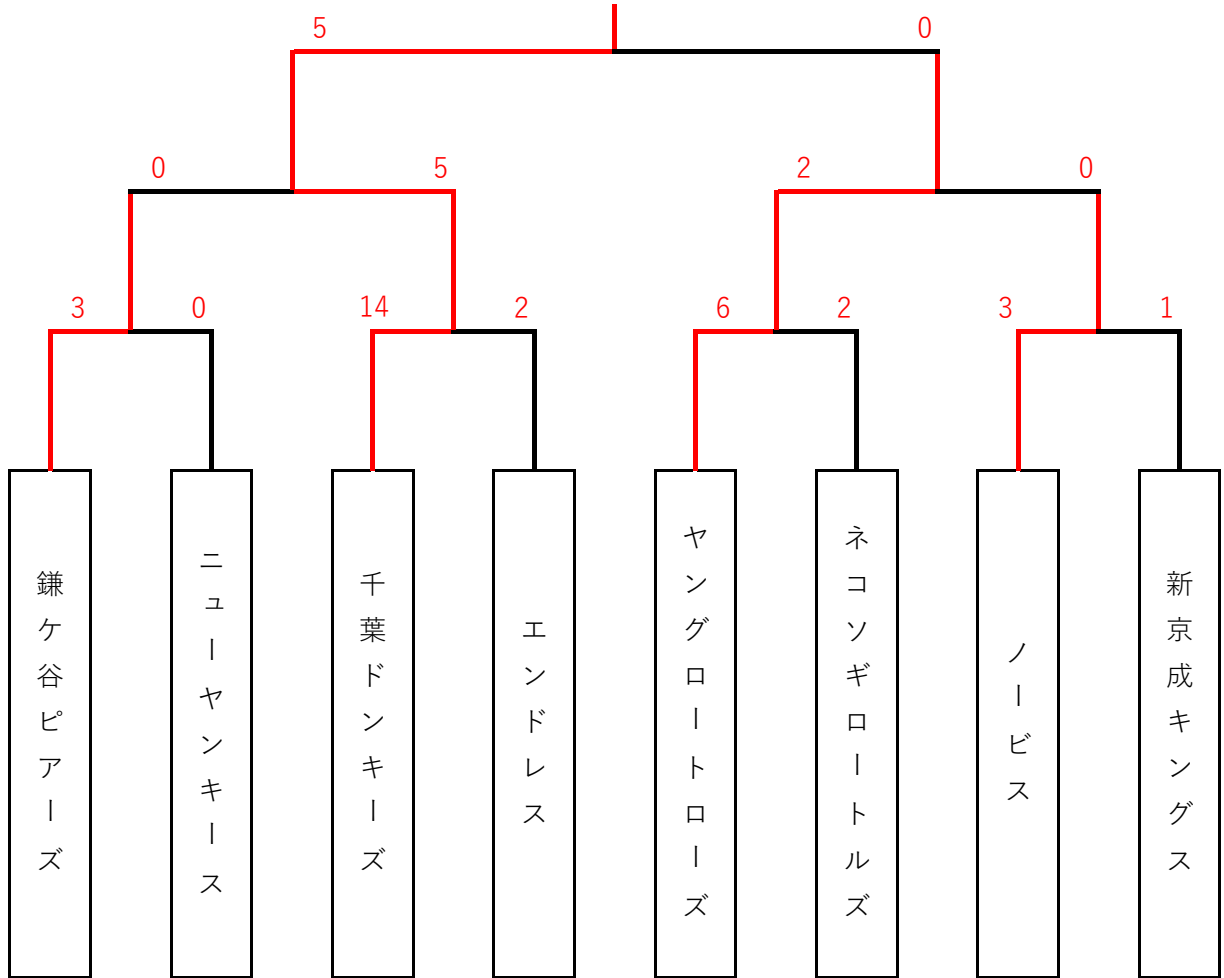 5 0
0 5 2 0
3 0 14 2 6 2 3 1
鎌ケ谷ピアーズ
ニューヤンキース
千葉ドンキーズ
エンドレス
ヤングロートローズ
ネコソギロートルズ
ノービス
新京成キングス